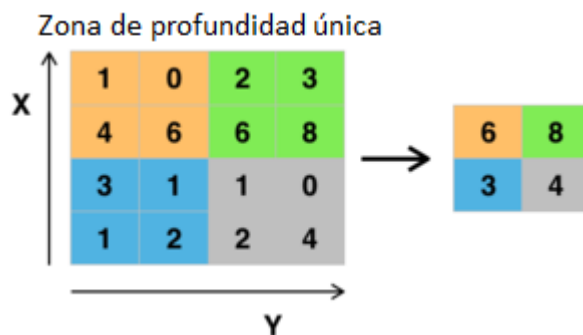 Zona de profundidad única
X
1 0 2 3
4 6 6 8
3 1 1 0
1 2 2 4
6 8
3 4
Y